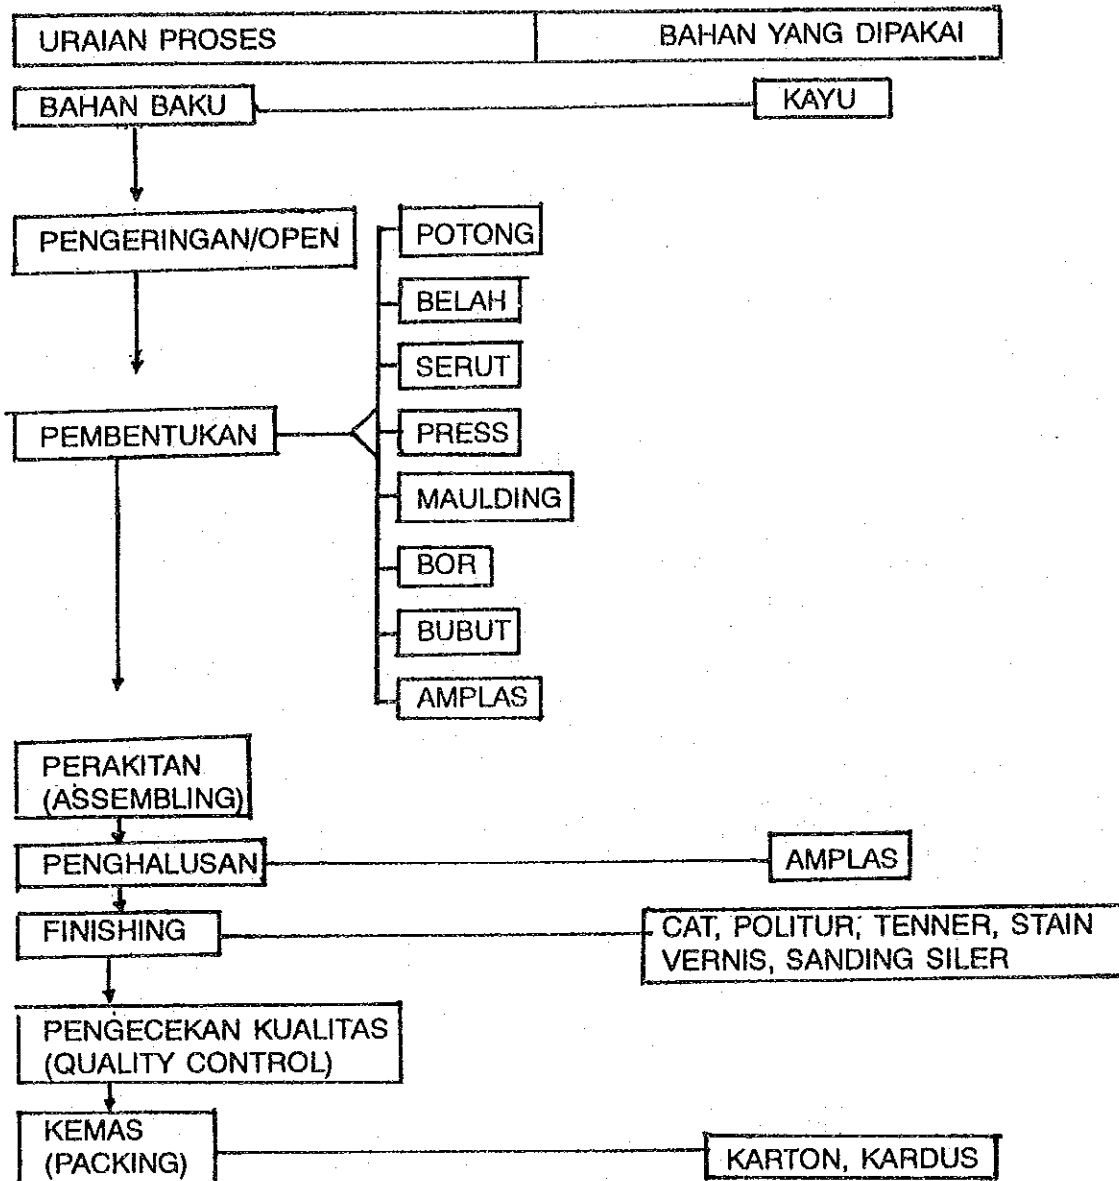 URAIAN PROSES
BAHAN YANG DIPAKAI
BAHAN BAKU
KAYU
PENGERINGAN/OPEN
POTONG
BELAH
SERUT
PEMBENTUKAN
PRESS
MAULDING
BOR
BUBUT
AMPLAS
PERAKITAN
(ASSEMBLING)
PENGHALUSAN
AMPLAS
FINISHING
CAT, POLITUR, TENNER, STAIN
VERNIS, SANDING SILER
PENGECEKAN KUALITAS
(QUALITY CONTROL)
KEMAS
(PACKING)
KARTON, KARDUS